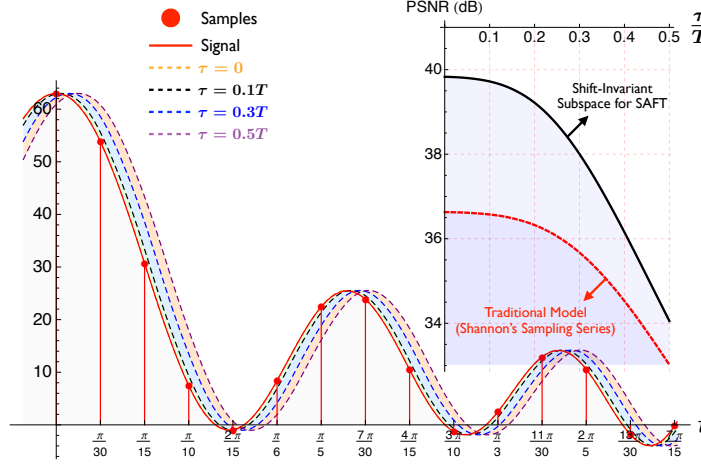 PSNR (dB)
Samples
Signal
τ = 0
τ = 0.1T
τ = 0.3T
τ = 0.5T
0.1 0.2 0.3 0.4 0.5
τ/T
40
38
36
34
33
Shift-Invariant
Subspace for SAFT
Traditional Model
(Shannon's Sampling Series)
60
50
40
30
20
10
π/30 π/15 π/10 2π/15 π/6 π/5 7π/30 4π/15 3π/10 π/3 11π/30 2π/5 13π/30 7π/15